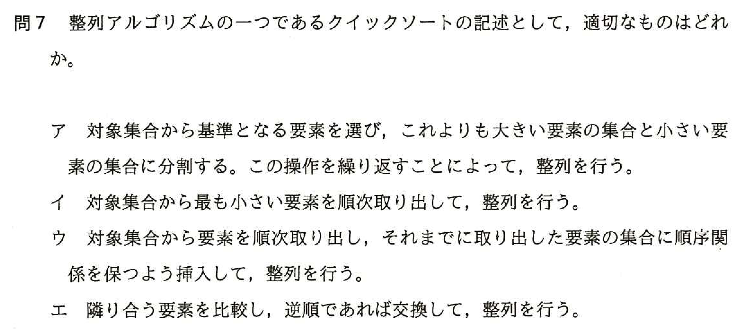 問7 整列アルゴリズムの一つであるクイックソートの記述として，適切なものはどれ
か。
ア 対象集合から基準となる要素を選び，これよりも大きい要素の集合と小さい要
素の集合に分割する。この操作を繰り返すことによって，整列を行う。
イ 対象集合から最も小さい要素を順次取り出して，整列を行う。
ウ 対象集合から要素を順次取り出し，それまでに取り出した要素の集合に順序関
係を保つよう挿入して，整列を行う。
エ 隣り合う要素を比較し，逆順であれば交換して，整列を行う。